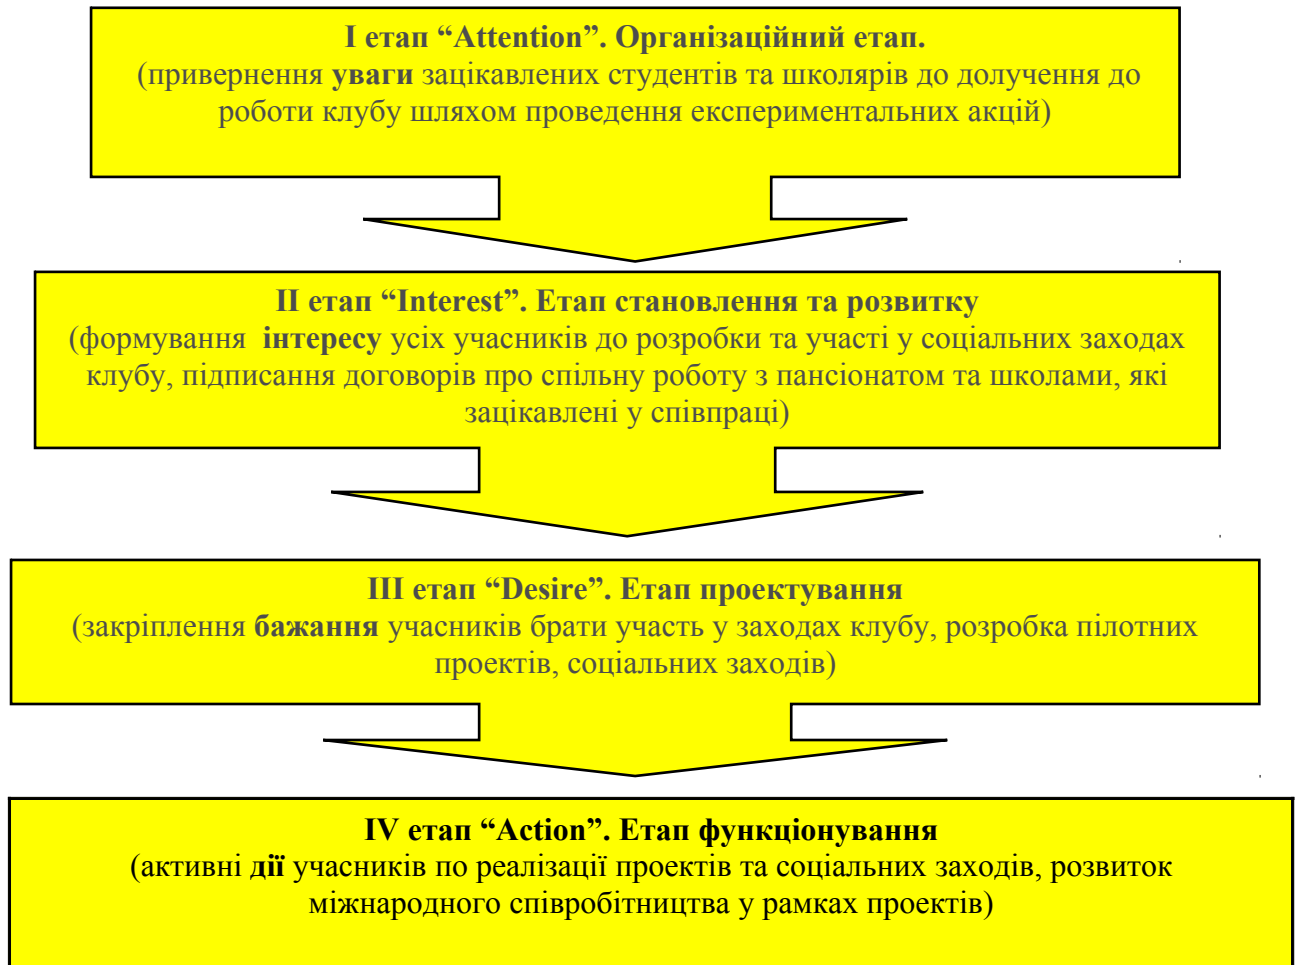 I етап “Attention”. Організаційний етап.
(привернення уваги зацікавлених студентів та школярів до долучення до
роботи клубу шляхом проведення експериментальних акцій)
II етап “Interest”. Етап становлення та розвитку
(формування інтересу усіх учасників до розробки та участі у соціальних заходах
клубу, підписання договорів про спільну роботу з пансіонатом та школами, які
зацікавлені у співпраці)
III етап “Desire”. Етап проектування
(закріплення бажання учасників брати участь у заходах клубу, розробка пілотних
проектів, соціальних заходів)
IV етап “Action”. Етап функціонування
(активні дії учасників по реалізації проектів та соціальних заходів, розвиток
міжнародного співробітництва у рамках проектів)